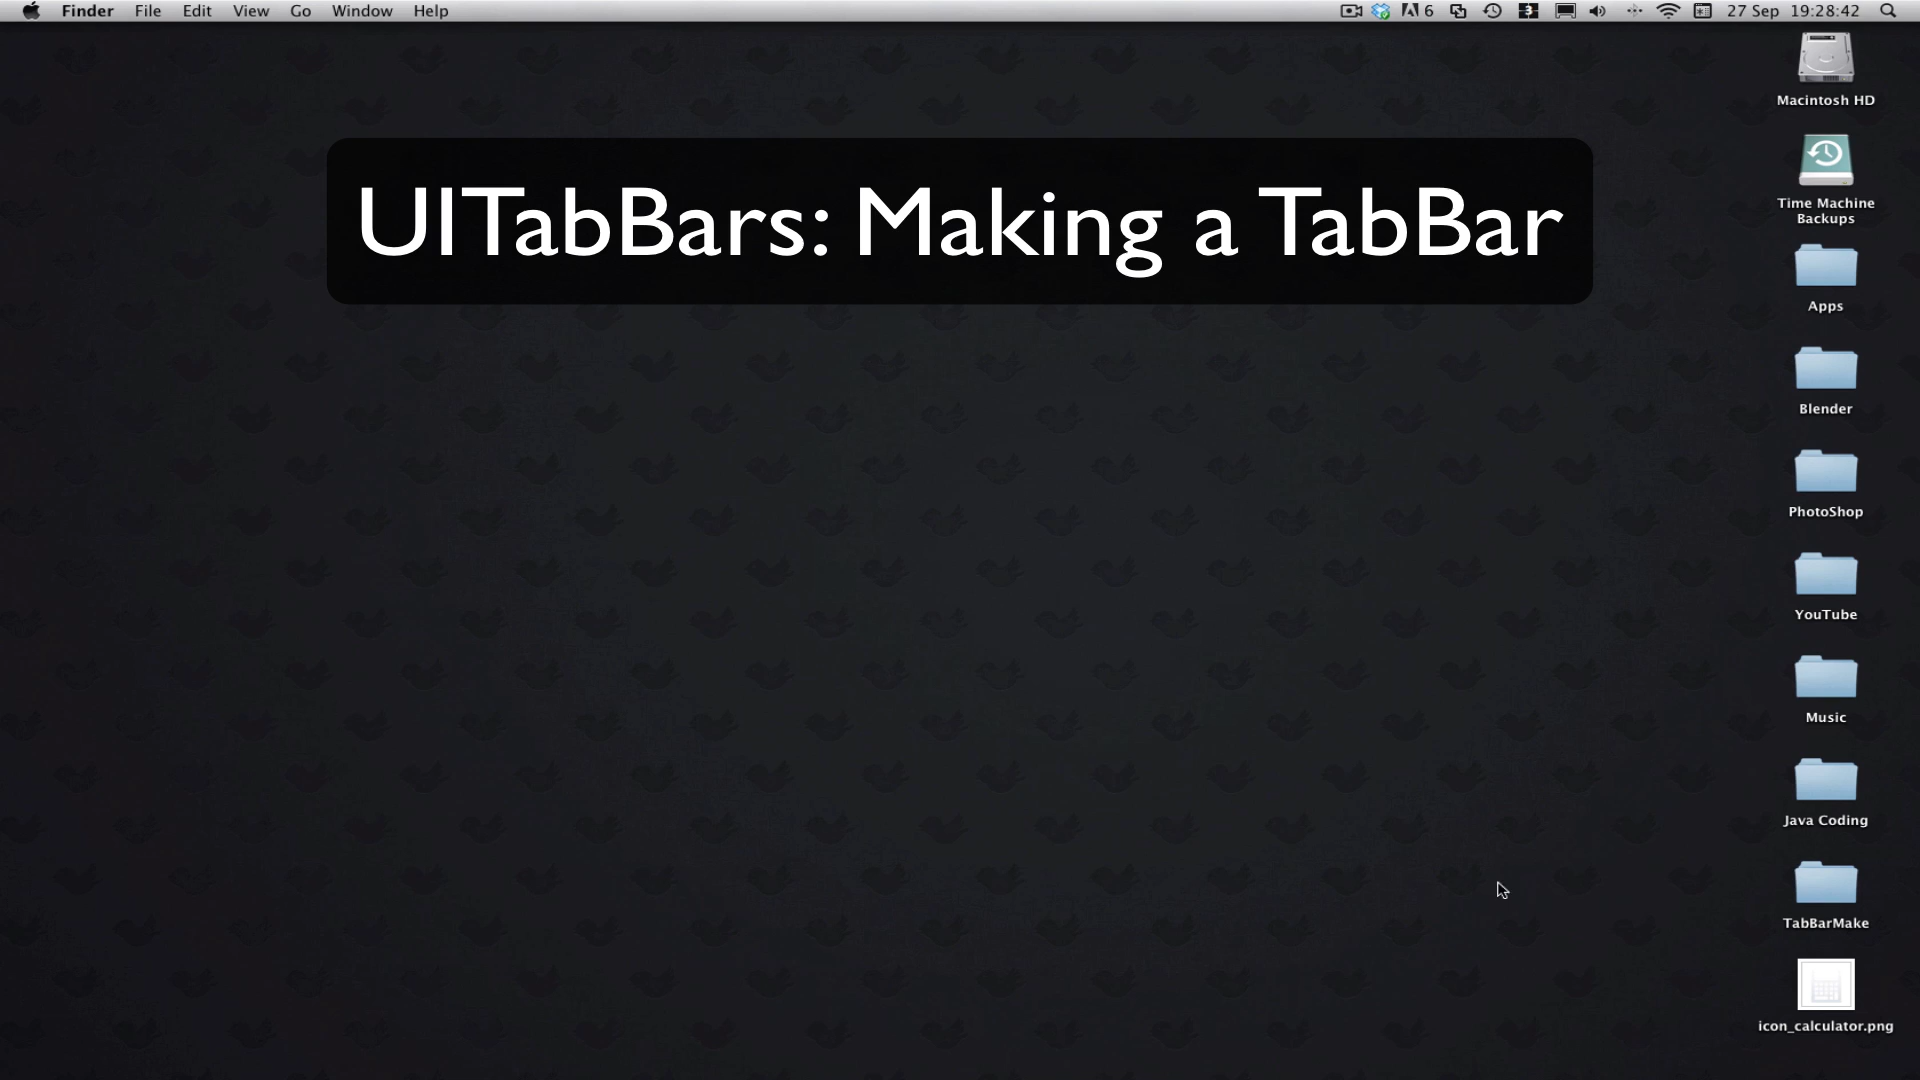 Finder File Edit View Go Window Help 6 3 27 Sep 19:28:42
Macintosh HD
UITabBars: Making a TabBar
Time Machine
Backups
Apps
Blender
PhotoShop
YouTube
Music
Java Coding
TabBarMake
icon_calculator.png